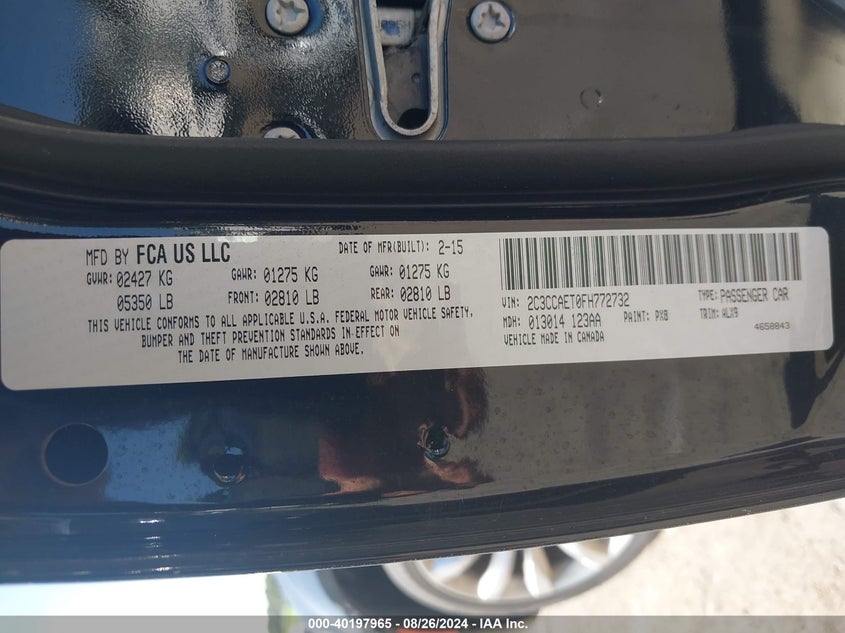 MFD BY FCA US LLC
DATE OF MFR(BUILT): 2-15
GVWR: 02427 KG
GAWR: 01275 KG
GAWR: 01275 KG
05350 LB
FRONT: 02810 LB
REAR: 02810 LB
THIS VEHICLE CONFORMS TO ALL APPLICABLE U.S.A. FEDERAL MOTOR VEHICLE SAFETY,
BUMPER AND THEFT PREVENTION STANDARDS IN EFFECT ON
THE DATE OF MANUFACTURE SHOWN ABOVE.
VIN: 2C3CCAET0FH772732
TYPE: PASSENGER CAR
MDH: 013014 123AA
PAINT: PX8
TRIM: ALX9
VEHICLE MADE IN CANADA
4658843
000-40197965 - 08/26/2024 - IAA Inc.